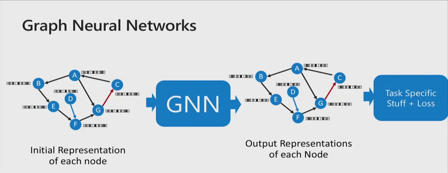 Graph Neural Networks
A
B
C
D
E
G
F
Initial Representation
of each node
GNN
A
B
C
D
E
G
F
Output Representations
of each Node
Task Specific
Stuff + Loss